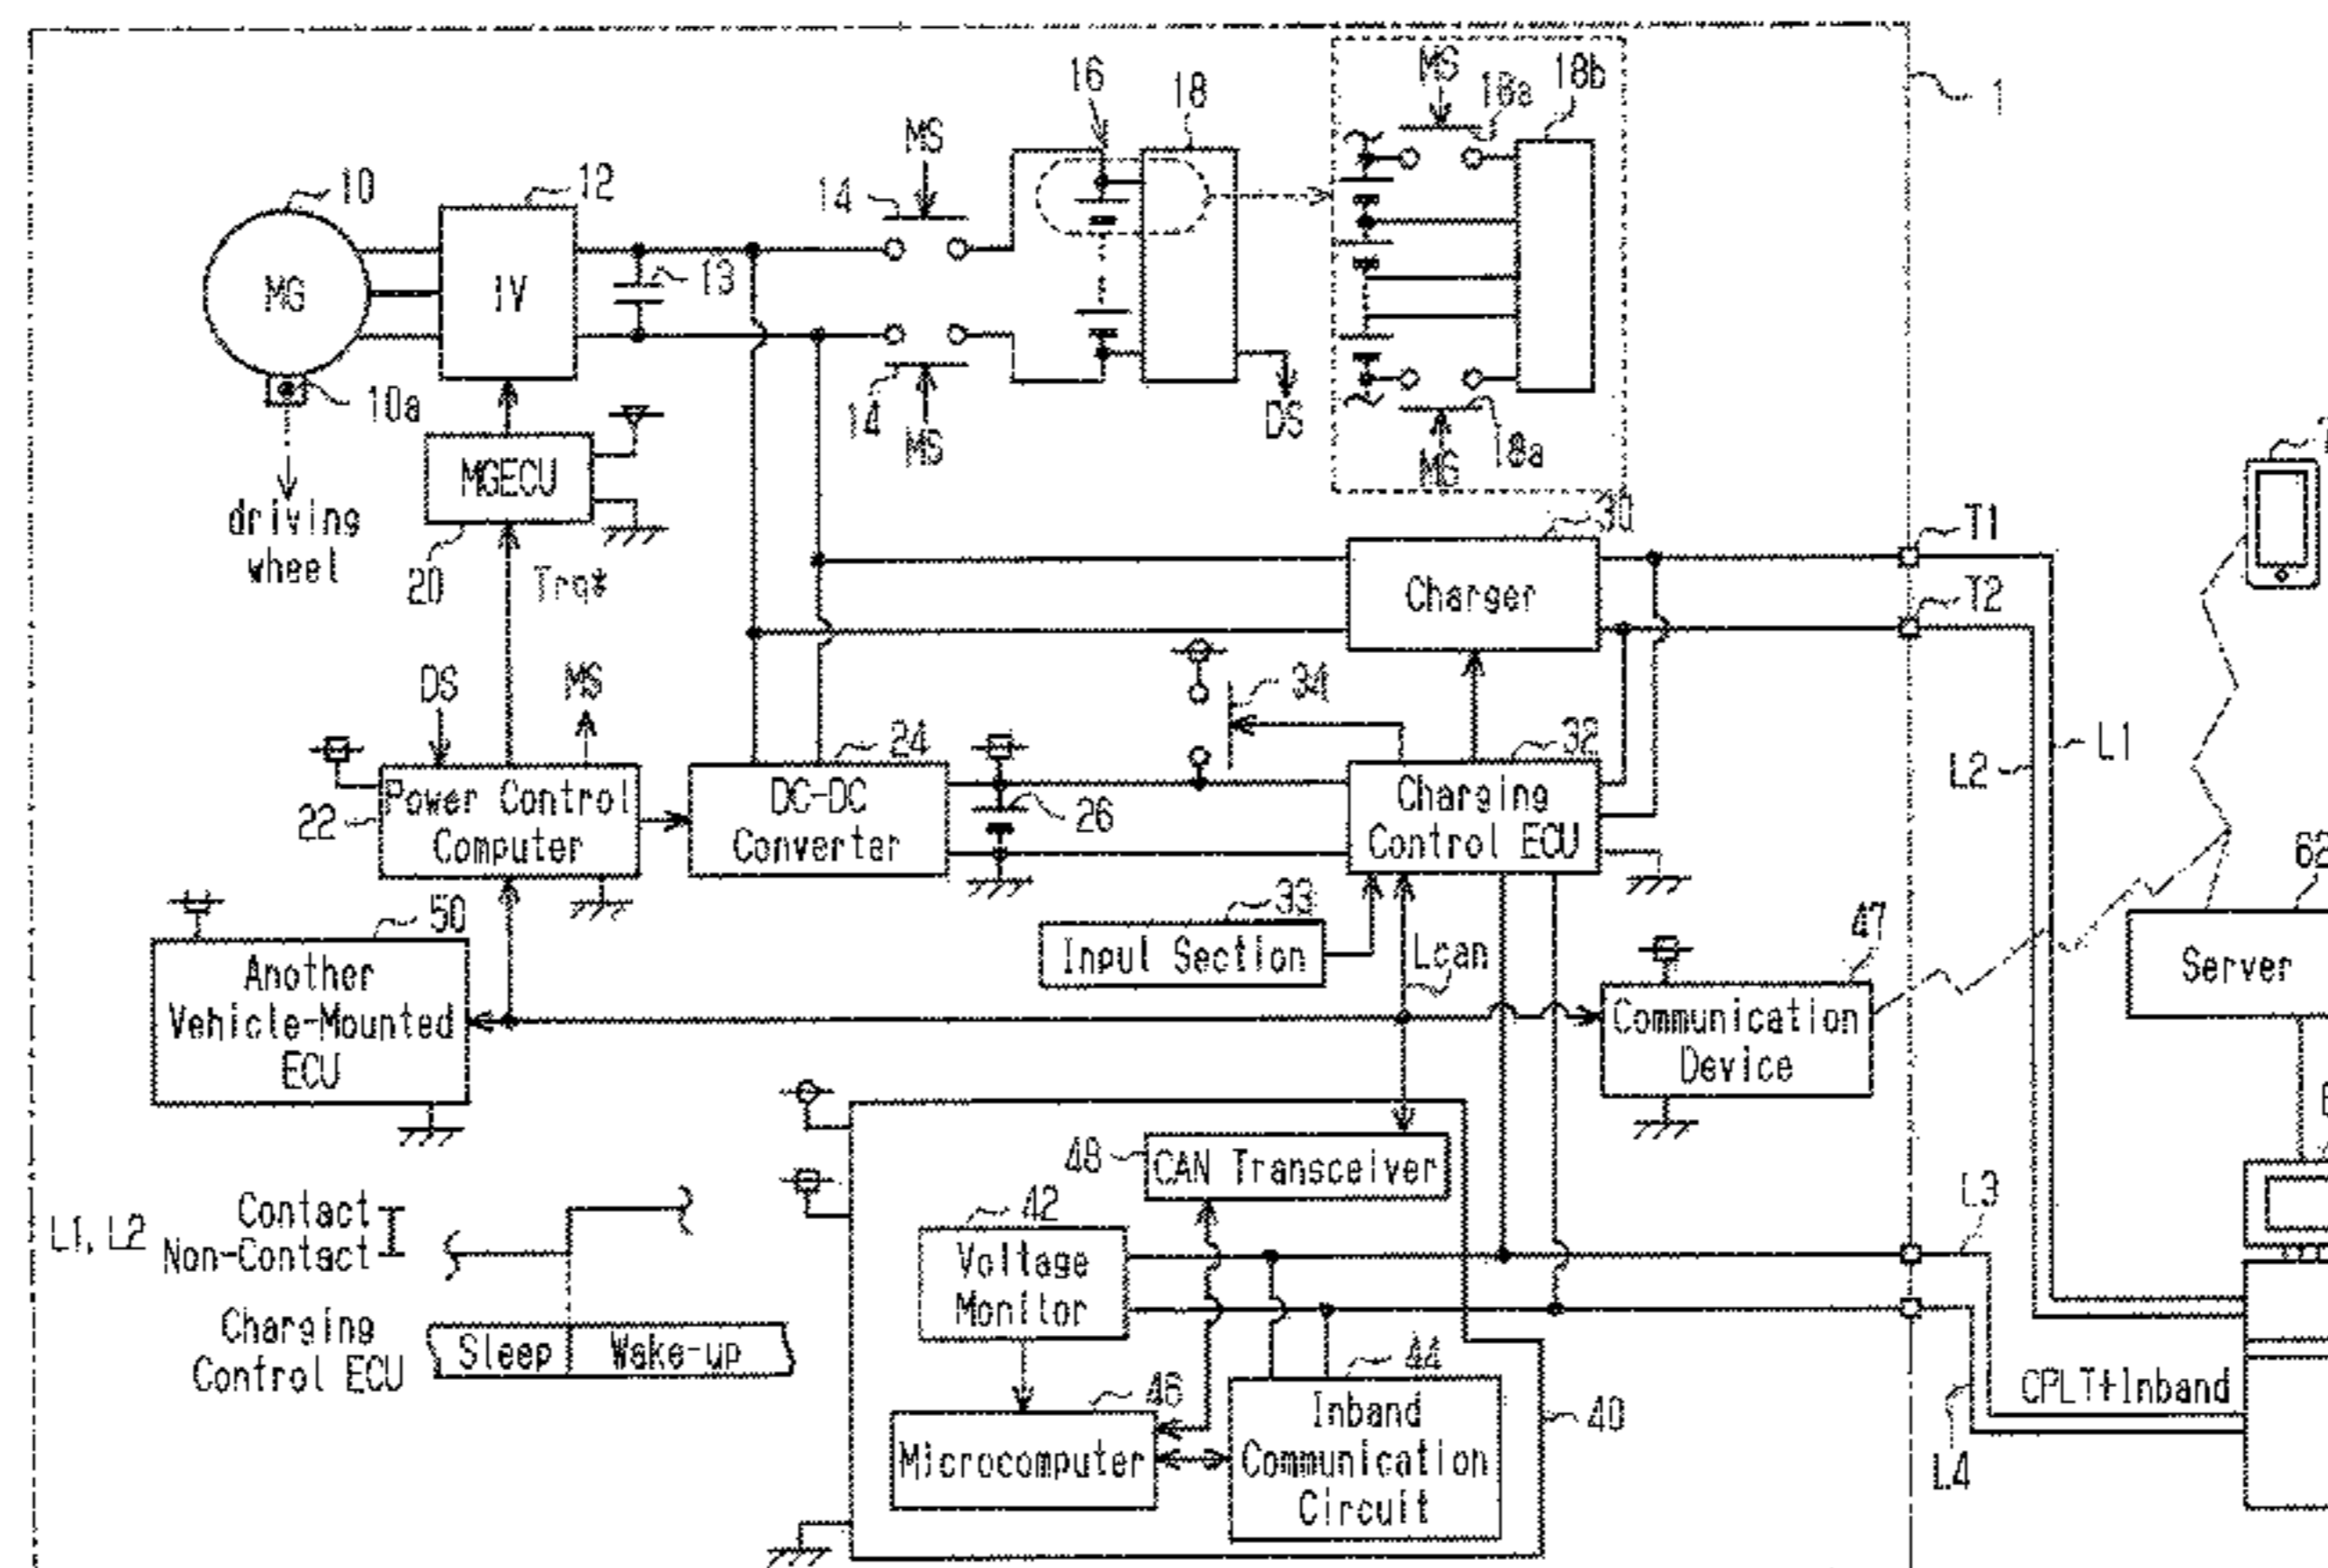 MS
16a
18b
16
18
1
MS
10
12
14
MG
IV
13
10a
14
MS
DS
MG
18a
MGECU
driving
wheel
20
Trq*
30
T1
Charger
T2
DS
MS
34
24
32
L2
L1
22
Power Control
Computer
DC-DC
Converter
26
Charging
Control ECU
62
50
33
47
Another
Vehicle-Mounted
ECU
Input Section
Lcan
Server
Communication
Device
48
CAN Transceiver
L1, L2
Contact
Non-Contact
42
L3
Voltage
Monitor
Charging
Control ECU
Sleep
Wake-up
44
CPLT+Inband
46
40
Microcomputer
Inband
Communication
Circuit
L4